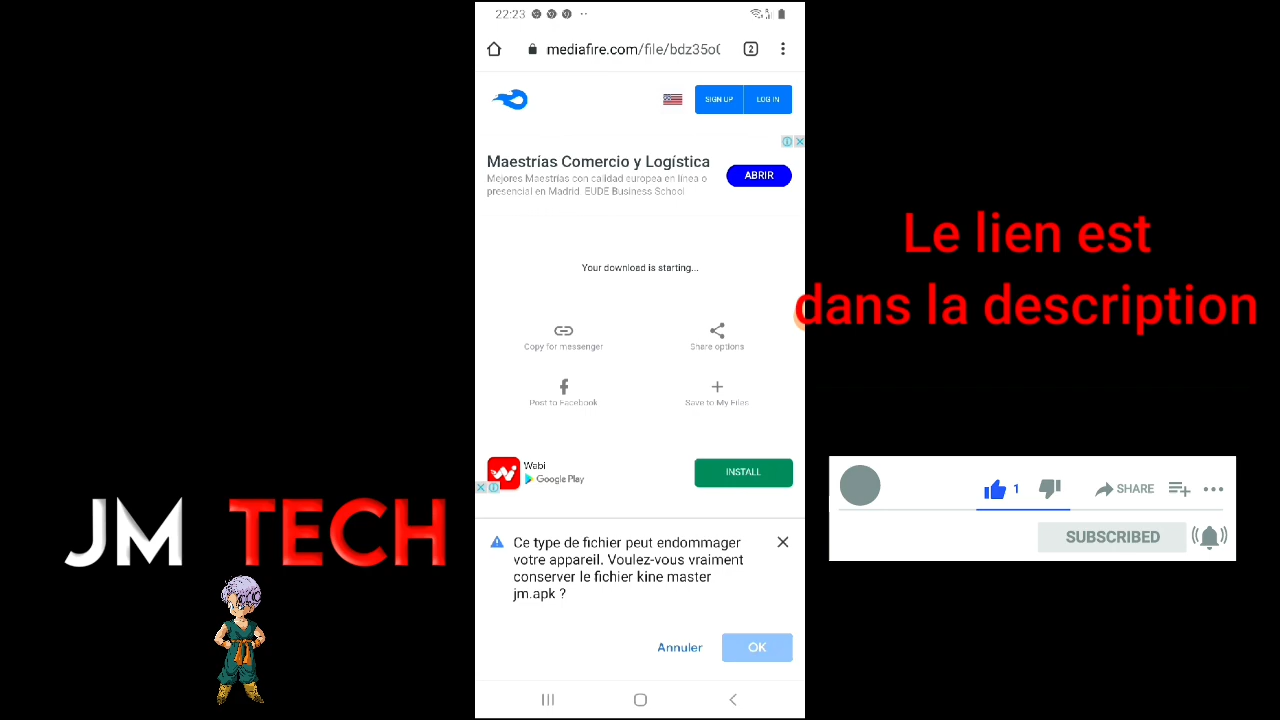 22:23
mediafire.com/file/bdz35o
2
SIGN UP
LOG IN
Maestrías Comercio y Logística
Mejores Maestrías con calidad europea en línea o
presencial en Madrid. EUDE Business School
ABRIR
Your download is starting...
Copy for messenger
Share options
Post to Facebook
Save to My Files
Wabi
Google Play
INSTALL
Ce type de fichier peut endommager
votre appareil. Voulez-vous vraiment
conserver le fichier kine master
jm.apk ?
Annuler
OK
JM TECH
Le lien est
dans la description
1
SHARE
SUBSCRIBED